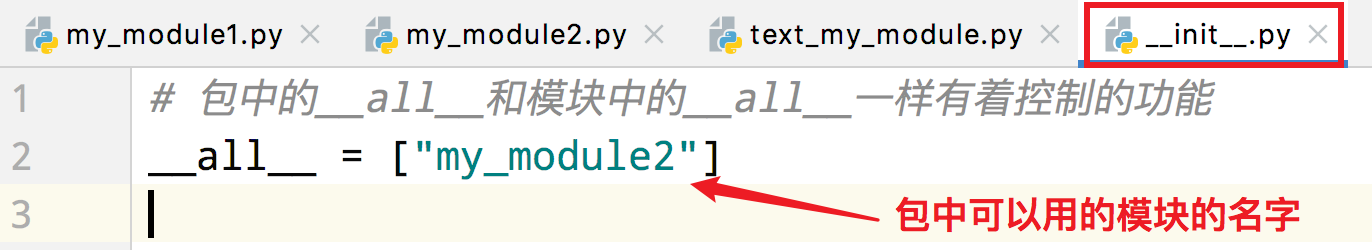 my_module1.py my_module2.py text_my_module.py __init__.py
1 # 包中的__all__和模块中的__all__一样有着控制的功能
2 __all__ = ["my_module2"]
3
包中可以用的模块的名字